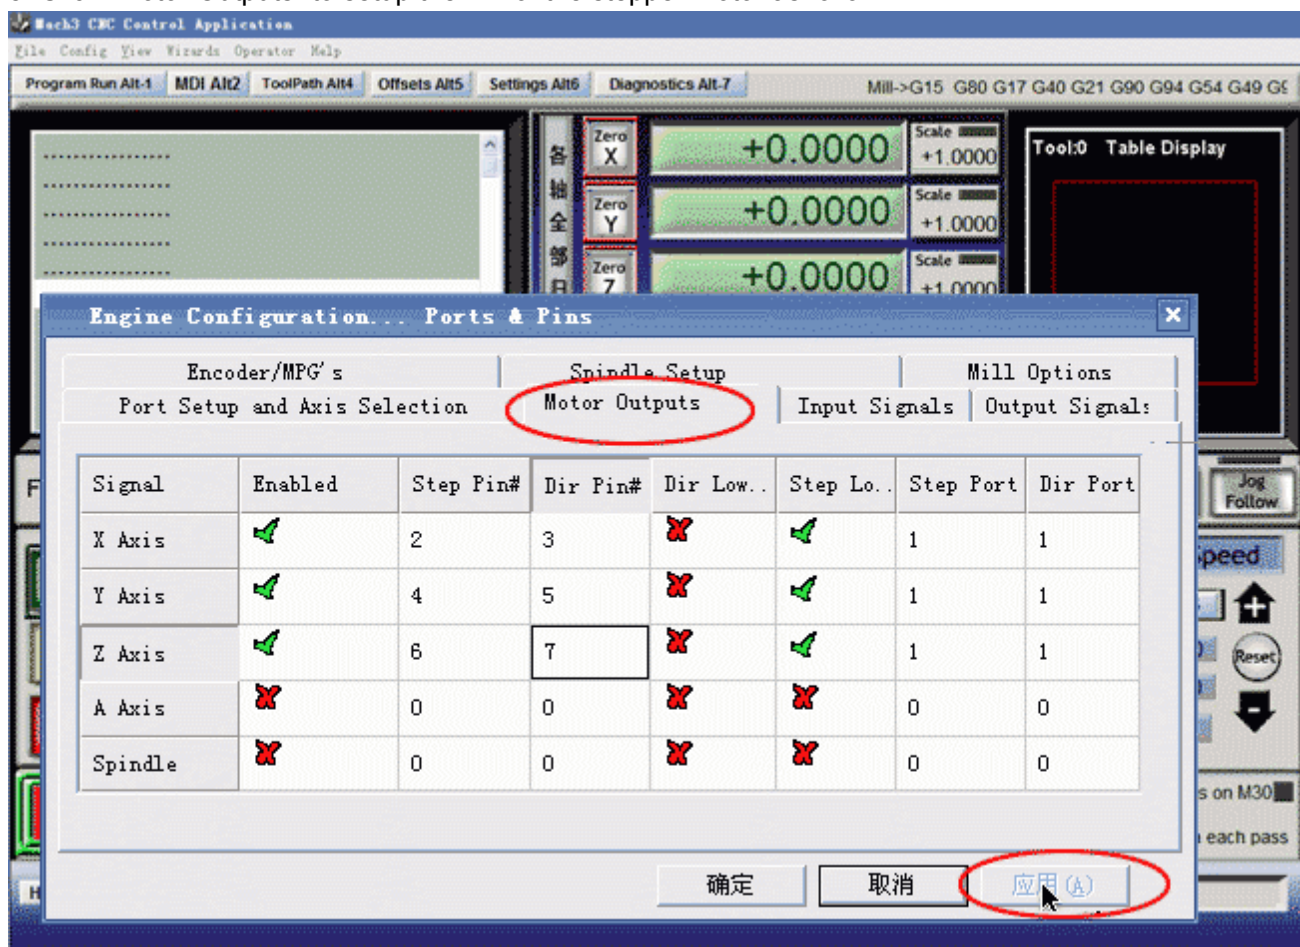 Mach3 CNC Control Application
File Config View Wizards Operator Help
Program Run Alt-1 MDI Alt2 ToolPath Alt4 Offsets Alt5 Settings Alt6 Diagnostics Alt-7 Mill->G15 G80 G17 G40 G21 G90 G94 G54 G49
各轴全部
Zero X +0.0000 Scale +1.0000
Zero Y +0.0000 Scale +1.0000
Zero Z +0.0000 Scale +1.0000
Tool:0 Table Display
Engine Configuration... Ports & Pins
Encoder/MPG's Spindle Setup Mill Options
Port Setup and Axis Selection Motor Outputs Input Signals Output Signals
Signal Enabled Step Pin# Dir Pin# Dir Low.. Step Lo.. Step Port Dir Port
X Axis 2 3 1 1
Y Axis 4 5 1 1
Z Axis 6 7 1 1
A Axis 0 0 0 0
Spindle 0 0 0 0
Jog Follow
Speed
Reset
s on M30
each pass
确定 取消 应用(A)